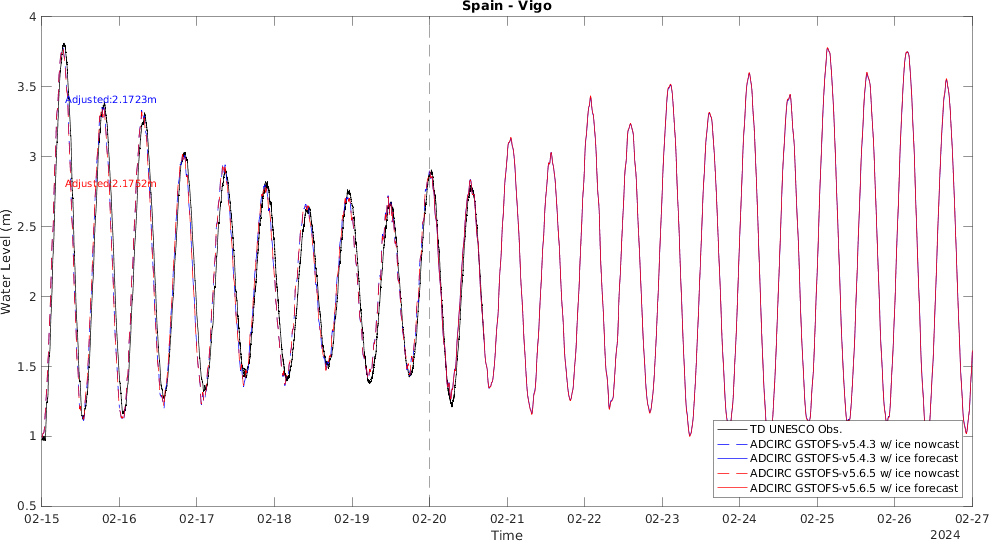 Spain - Vigo
4
3.5
3
2.5
2
1.5
1
0.5
Water Level (m)
Adjusted:2.1723m
Adjusted:2.1762m
TD UNESCO Obs.
ADCIRC GSTOFS-v5.4.3 w/ ice nowcast
ADCIRC GSTOFS-v5.4.3 w/ ice forecast
ADCIRC GSTOFS-v5.6.5 w/ ice nowcast
ADCIRC GSTOFS-v5.6.5 w/ ice forecast
02-15 02-16 02-17 02-18 02-19 02-20 02-21 02-22 02-23 02-24 02-25 02-26 02-27
Time
2024